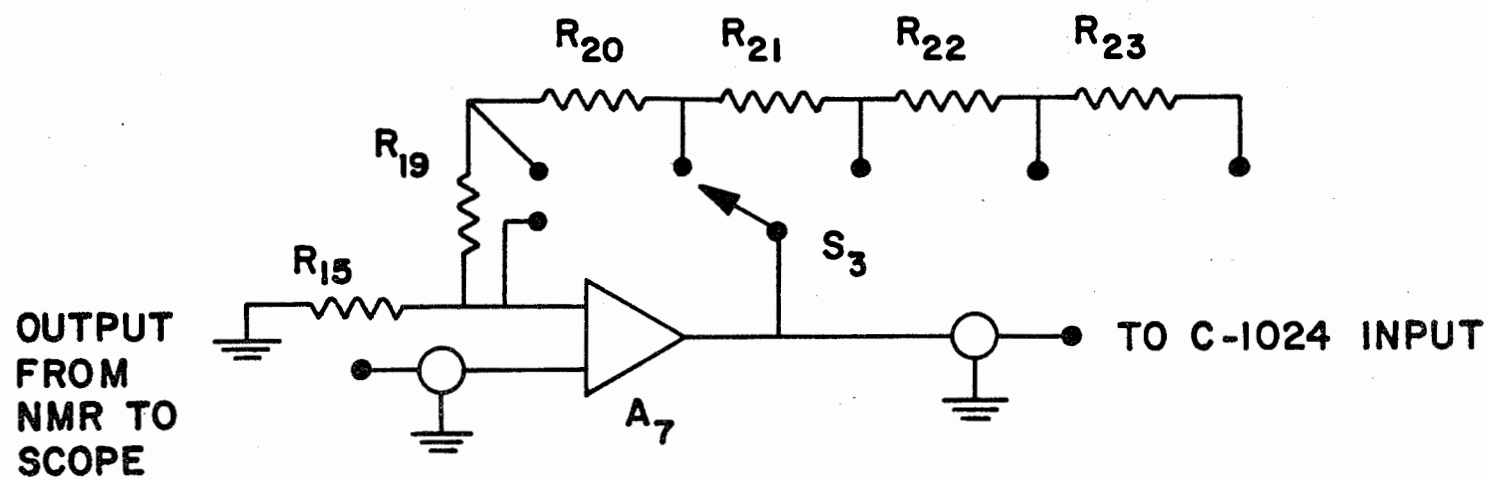 R20 R21 R22 R23
R19
S3
R15
OUTPUT
FROM
NMR TO
SCOPE
TO C-1024 INPUT
A7